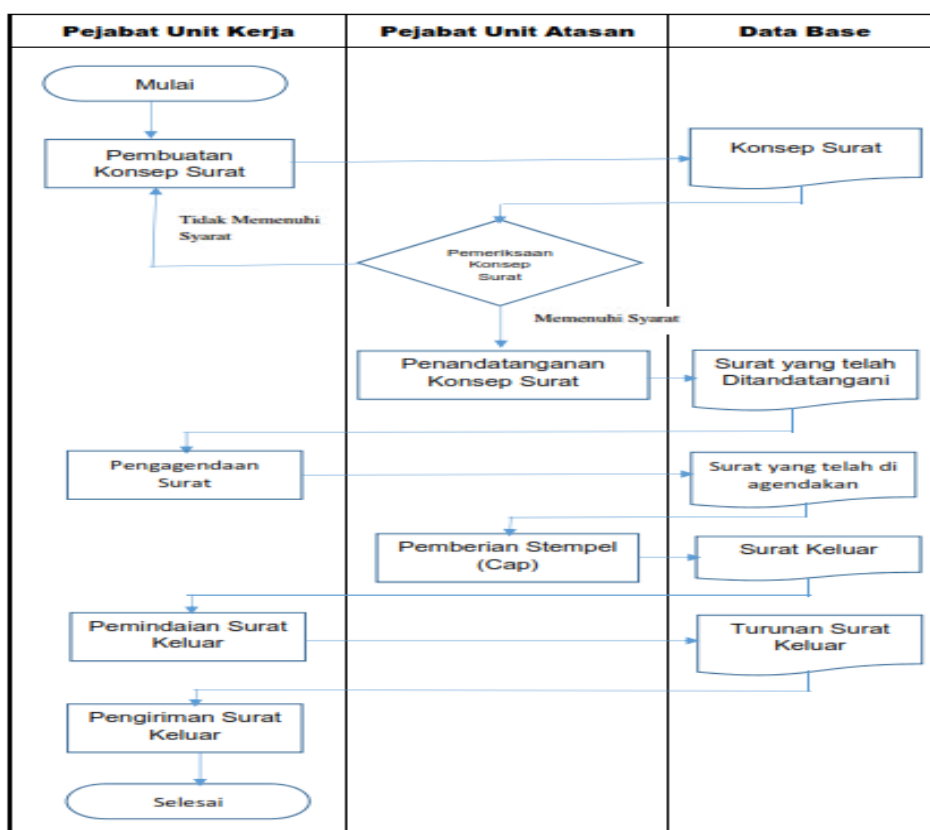 Pejabat Unit Kerja
Pejabat Unit Atasan
Data Base
Mulai
Pembuatan
Konsep Surat
Konsep Surat
Tidak Memenuhi
Syarat
Pemeriksaan
Konsep
Surat
Memenuhi Syarat
Penandatanganan
Konsep Surat
Surat yang telah
Ditandatangani
Pengagendaan
Surat
Surat yang telah di
agendakan
Pemberian Stempel
(Cap)
Surat Keluar
Pemindaian Surat
Keluar
Turunan Surat
Keluar
Pengiriman Surat
Keluar
Selesai